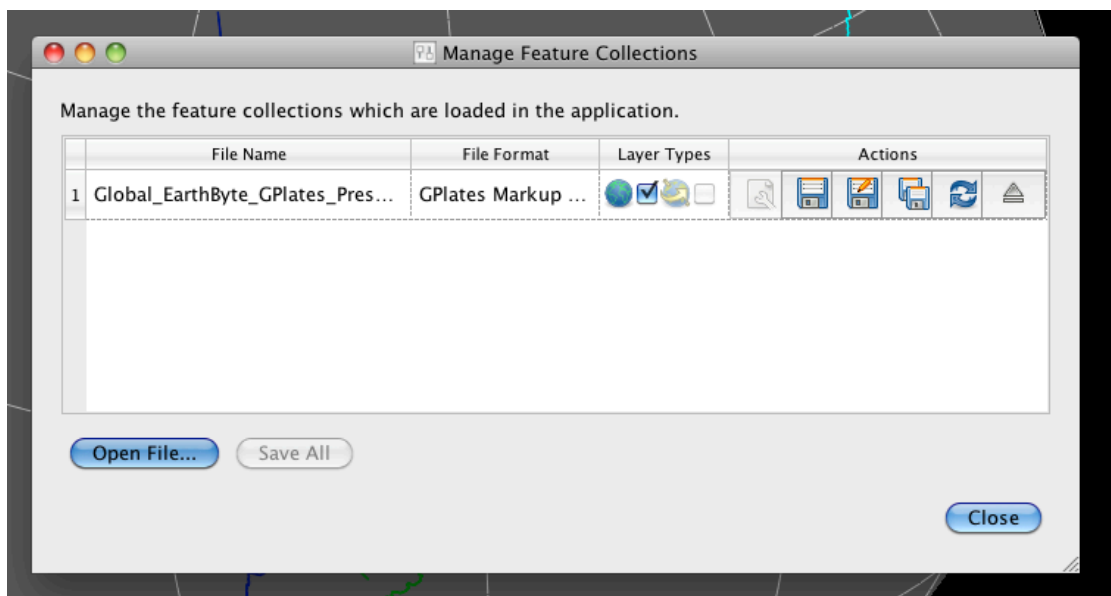 Manage Feature Collections
Manage the feature collections which are loaded in the application.
File Name File Format Layer Types Actions
1 Global_EarthByte_GPlates_Pres... GPlates Markup ...
Open File... Save All
Close